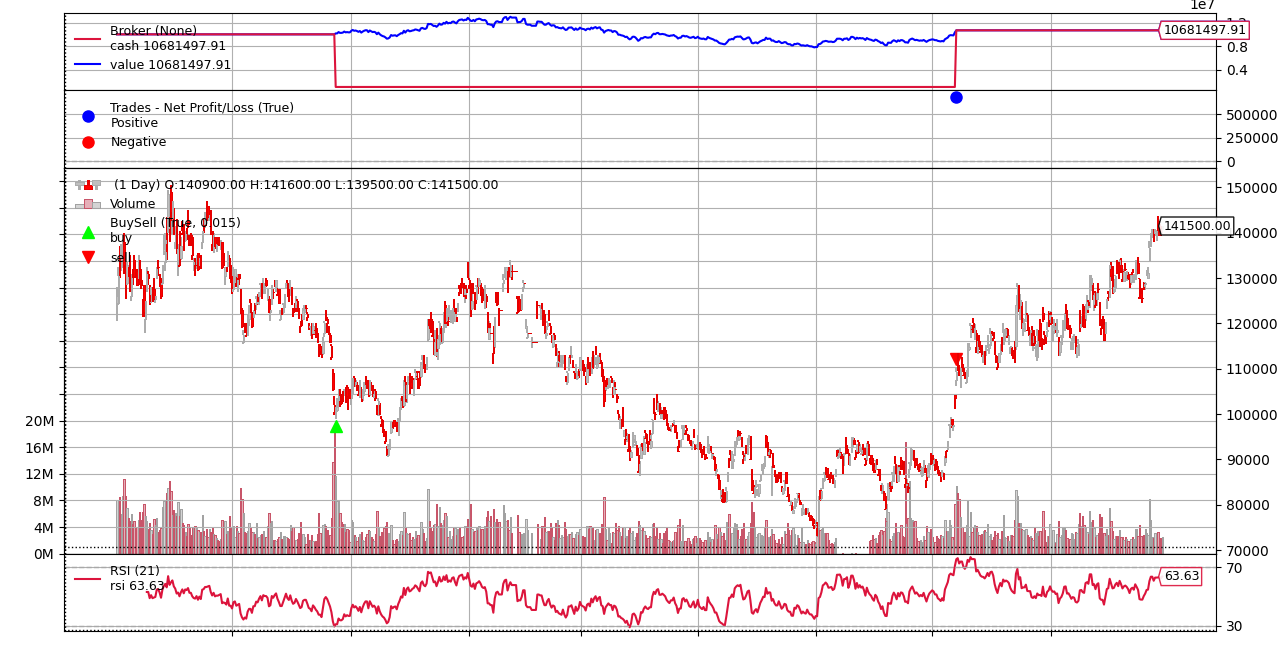 1e7
Broker (None)
cash 10681497.91
value 10681497.91
1.2
0.8
0.4
10681497.91
Trades - Net Profit/Loss (True)
Positive
Negative
500000
250000
0
(1 Day) O:140900.00 H:141600.00 L:139500.00 C:141500.00
Volume
BuySell (True, 0.015)
buy
sell
150000
140000
130000
120000
110000
100000
90000
80000
70000
141500.00
20M
16M
12M
8M
4M
0M
RSI (21)
rsi 63.63
70
63.63
30